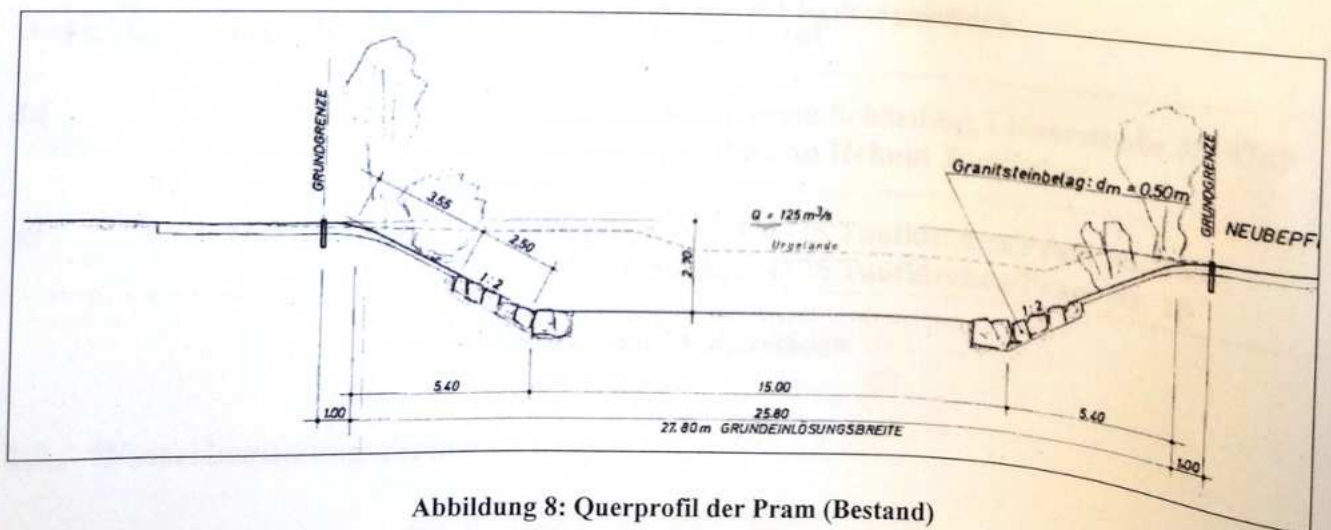 GRUNDGRENZE
3.55
2.50
1:2
Q = 125 m³/s
Urgelände
2.70
Granitsteinbelag: dm = 0.50m
1:2
GRUNDGRENZE
NEUBEPF
5.40
15.00
5.40
1.00
25.80
1.00
27.80m GRUNDEINLÖSUNGSBREITE
Abbildung 8: Querprofil der Pram (Bestand)